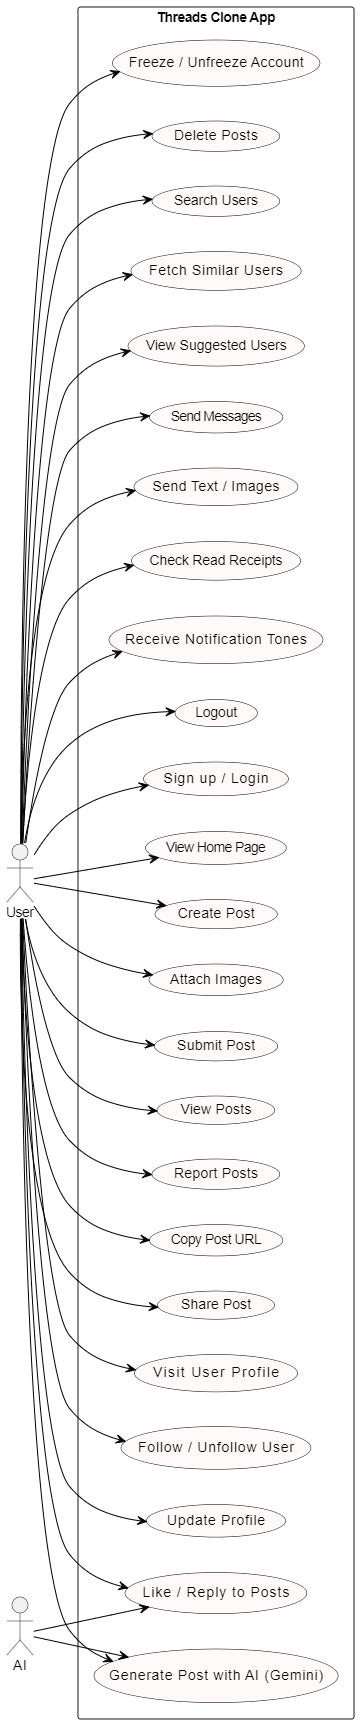 Threads Clone App
Freeze / Unfreeze Account
Delete Posts
Search Users
Fetch Similar Users
View Suggested Users
Send Messages
Send Text / Images
Check Read Receipts
Receive Notification Tones
Logout
Sign up / Login
View Home Page
User
Create Post
Attach Images
Submit Post
View Posts
Report Posts
Copy Post URL
Share Post
Visit User Profile
Follow / Unfollow User
Update Profile
Like / Reply to Posts
AI
Generate Post with AI (Gemini)